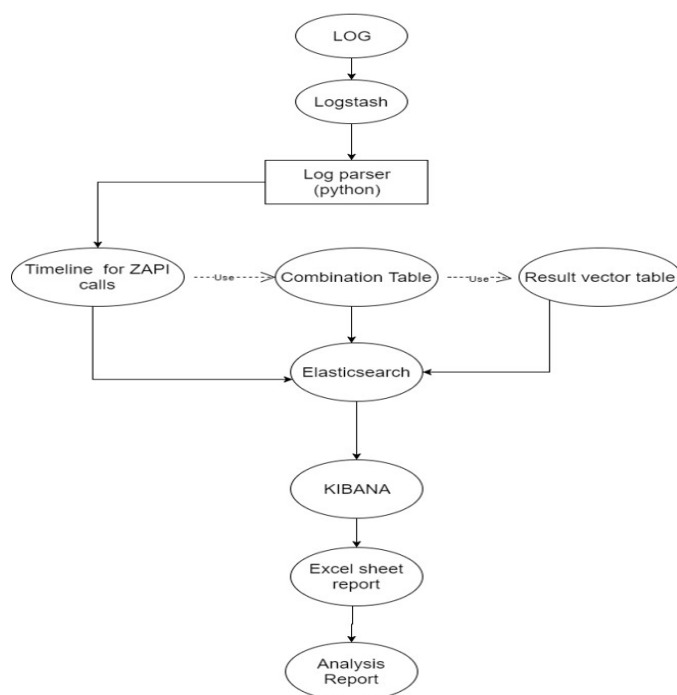 LOG
Logstash
Log parser
(python)
Timeline for ZAPI
calls
Use
Combination Table
Use
Result vector table
Elasticsearch
KIBANA
Excel sheet
report
Analysis
Report